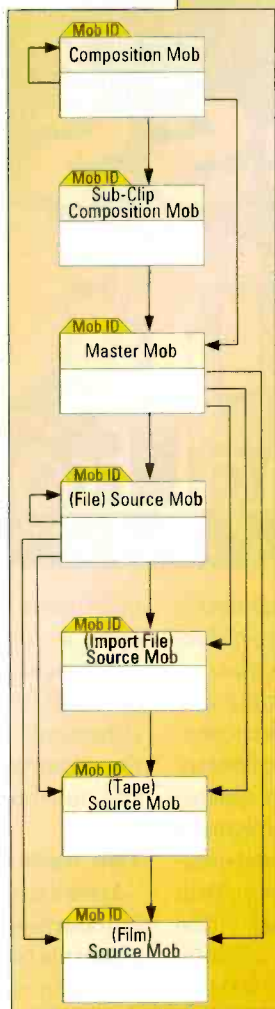 Mob ID
Composition Mob
Mob ID
Sub-Clip
Composition Mob
Mob ID
Master Mob
Mob ID
(File) Source Mob
Mob ID
(Import File)
Source Mob
Mob ID
(Tape)
Source Mob
Mob ID
(Film)
Source Mob